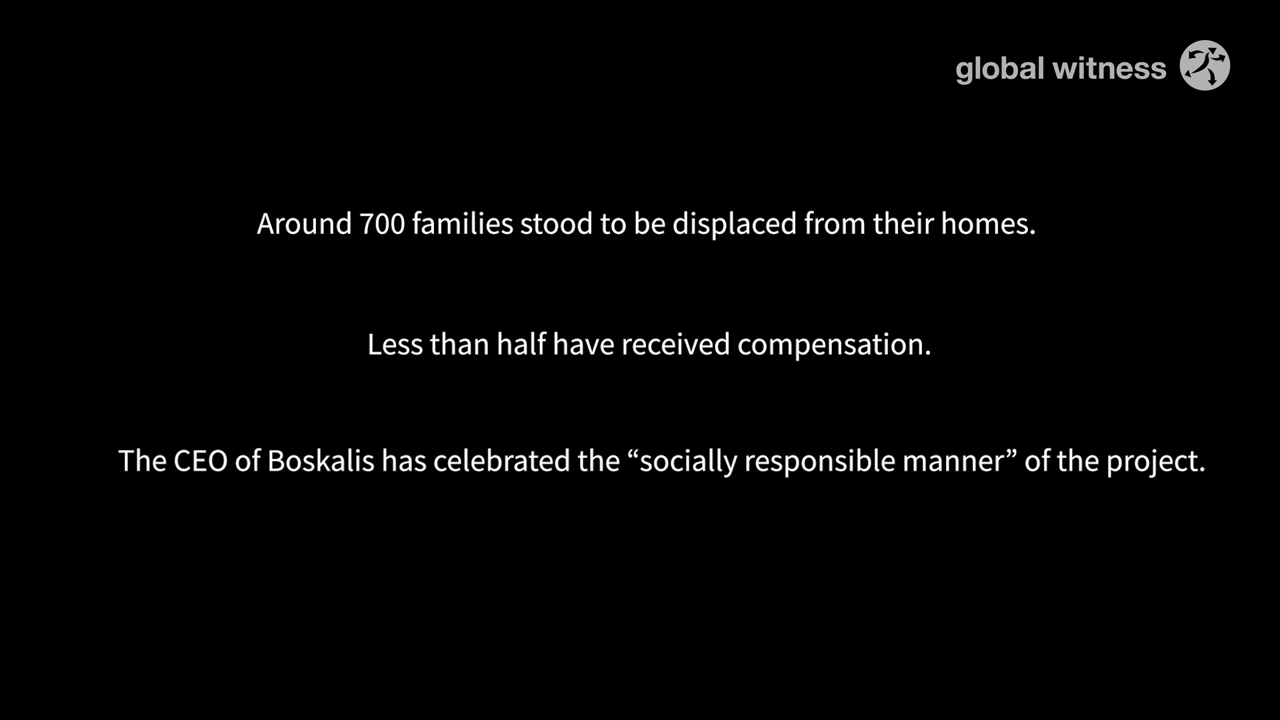 global witness
Around 700 families stood to be displaced from their homes.
Less than half have received compensation.
The CEO of Boskalis has celebrated the “socially responsible manner” of the project.